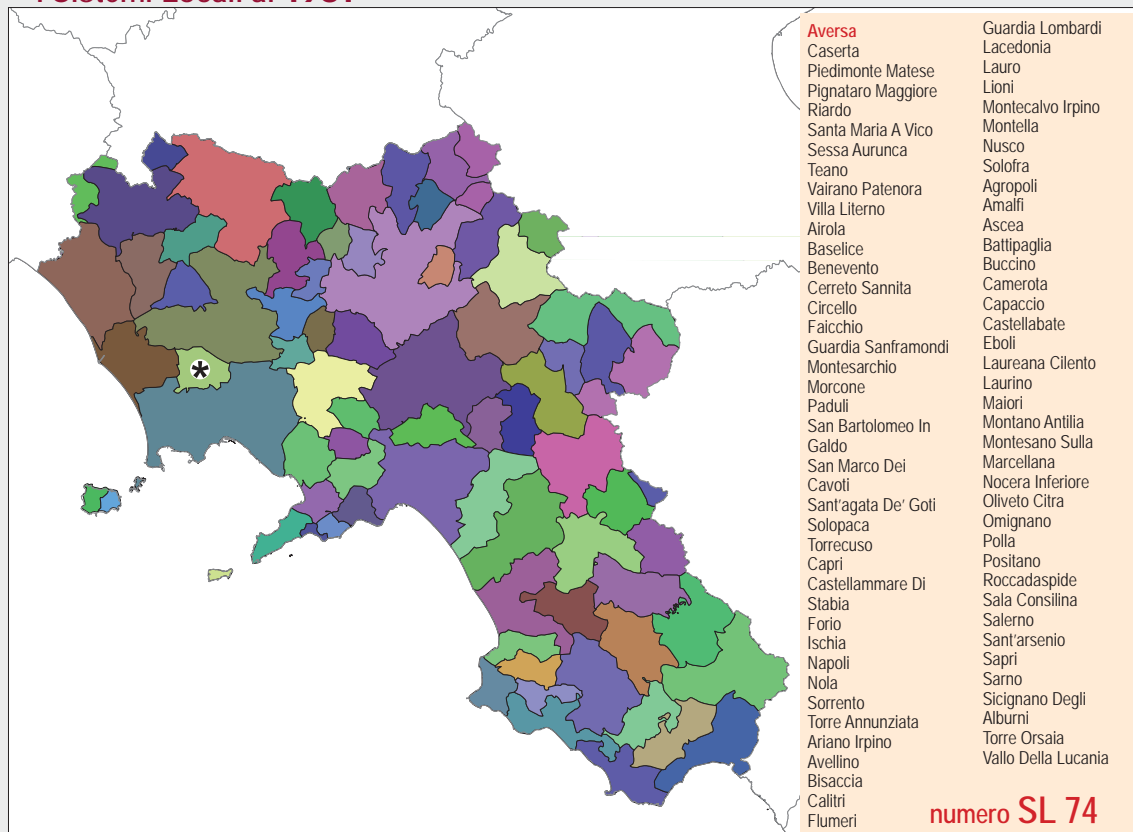 Aversa
Caserta
Piedimonte Matese
Pignataro Maggiore
Riardo
Santa Maria A Vico
Sessa Aurunca
Teano
Vairano Patenora
Villa Literno
Airola
Baselice
Benevento
Cerreto Sannita
Circello
Faicchio
Guardia Sanframondi
Montesarchio
Morcone
Paduli
San Bartolomeo In
Galdo
San Marco Dei
Cavoti
Sant'agata De' Goti
Solopaca
Torrecuso
Capri
Castellammare Di
Stabia
Forio
Ischia
Napoli
Nola
Sorrento
Torre Annunziata
Ariano Irpino
Avellino
Bisaccia
Calitri
Flumeri
Guardia Lombardi
Lacedonia
Lauro
Lioni
Montecalvo Irpino
Montella
Nusco
Solofra
Agropoli
Amalfi
Ascea
Battipaglia
Buccino
Camerota
Capaccio
Castellabate
Eboli
Laureana Cilento
Laurino
Maiori
Montano Antilia
Montesano Sulla
Marcellana
Nocera Inferiore
Oliveto Citra
Omignano
Polla
Positano
Roccadaspide
Sala Consilina
Salerno
Sant'arsenio
Sapri
Sarno
Sicignano Degli
Alburni
Torre Orsaia
Vallo Della Lucania
numero SL 74